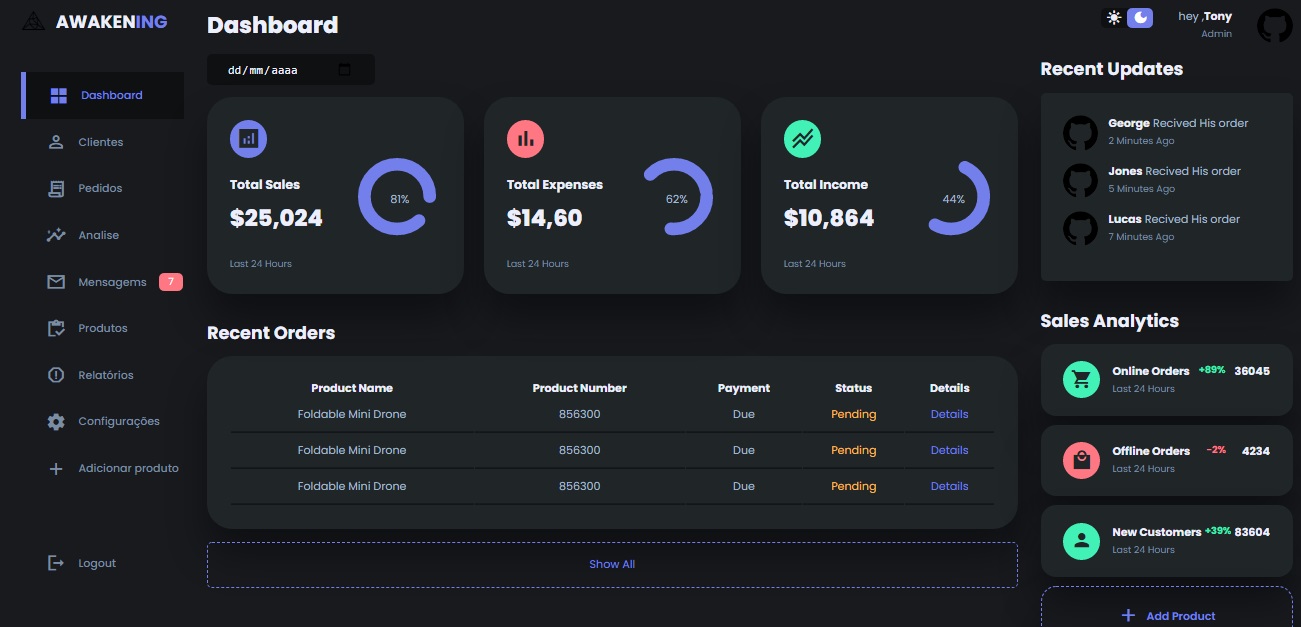 AWAKENING
Dashboard
Clientes
Pedidos
Analise
Mensagems 7
Produtos
Relatórios
Configurações
Adicionar produto
Logout
Dashboard
dd/mm/aaaa
Total Sales
$25,024
81%
Last 24 Hours
Total Expenses
$14,60
62%
Last 24 Hours
Total Income
$10,864
44%
Last 24 Hours
Recent Orders
Product Name Product Number Payment Status Details
Foldable Mini Drone 856300 Due Pending Details
Foldable Mini Drone 856300 Due Pending Details
Foldable Mini Drone 856300 Due Pending Details
Show All
hey ,Tony
Admin
Recent Updates
George Recived His order
2 Minutes Ago
Jones Recived His order
5 Minutes Ago
Lucas Recived His order
7 Minutes Ago
Sales Analytics
Online Orders +89% 36045
Last 24 Hours
Offline Orders -2% 4234
Last 24 Hours
New Customers +39% 83604
Last 24 Hours
Add Product